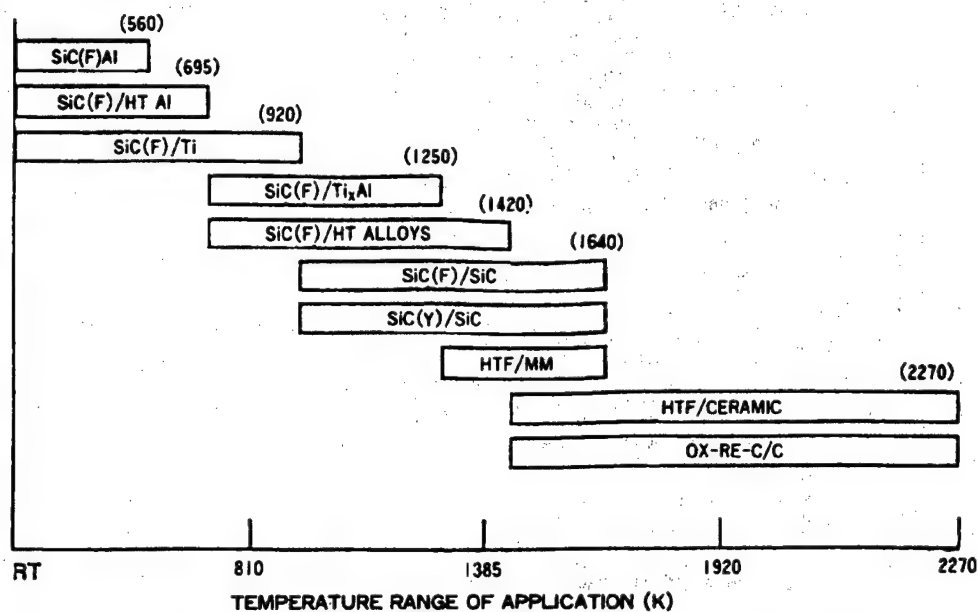 (560)
SiC(F)Al
(695)
SiC(F)/HT Al
(920)
SiC(F)/Ti
(1250)
SiC(F)/TiₓAl
(1420)
SiC(F)/HT ALLOYS
(1640)
SiC(F)/SiC
SiC(Y)/SiC
HTF/MM
(2270)
HTF/CERAMIC
OX-RE-C/C
RT 810 1385 1920 2270
TEMPERATURE RANGE OF APPLICATION (K)